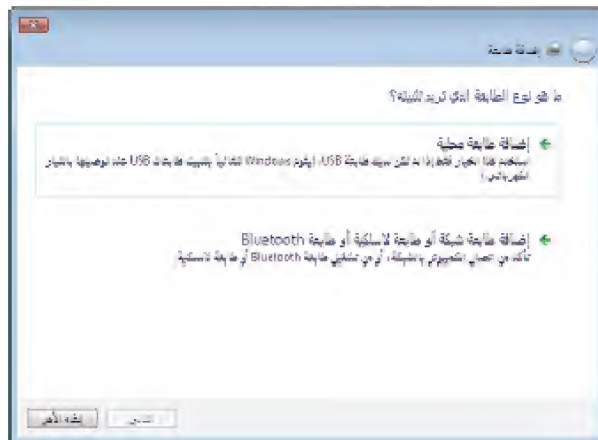 إضافة طابعة
ما هو نوع الطابعة الذي تريد تثبيته؟
إضافة طابعة محلية
استخدم هذا الخيار فقط إذا لم تكن لديك طابعة USB. (يقوم Windows تلقائياً بتثبيت طابعات USB عند توصيلها بالتيار
الكهربائي.)
إضافة طابعة شبكة أو طابعة لاسلكية أو طابعة Bluetooth
تأكد من اتصال الكمبيوتر بالشبكة، أو من تشغيل طابعة Bluetooth أو طابعة لاسلكية
التالي
إلغاء الأمر